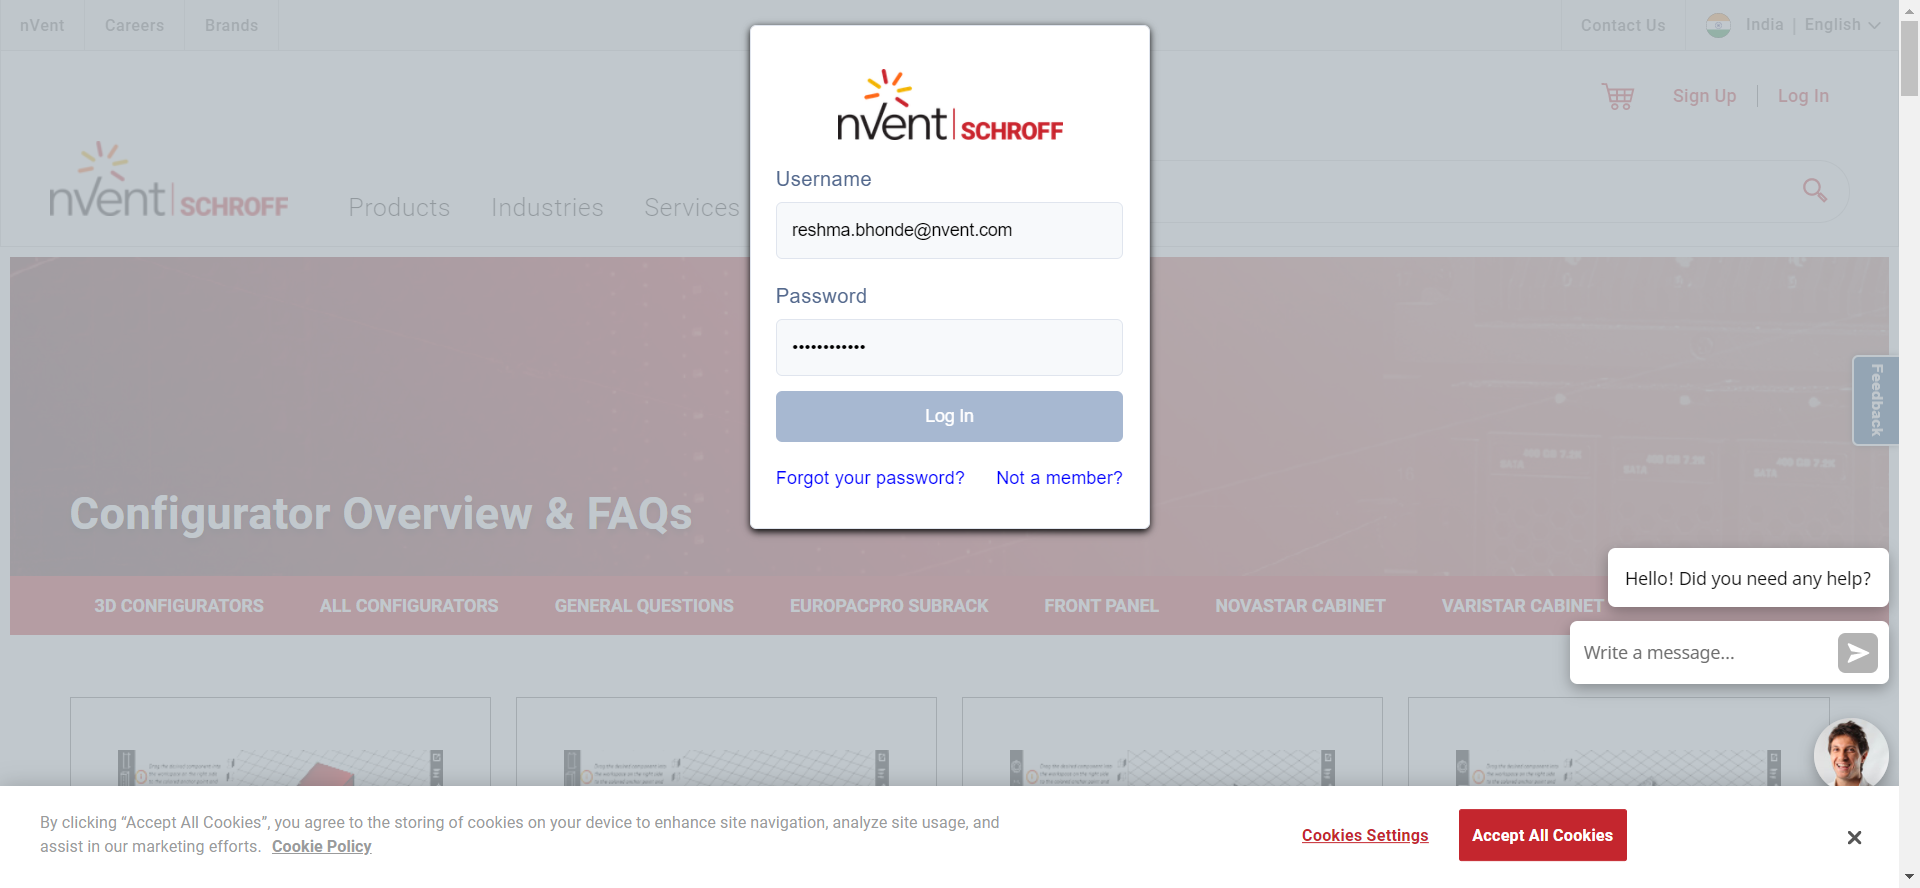 nVent
Careers
Brands
Contact Us
India | English
Sign Up
Log In
nVent | SCHROFF
Products
Industries
Services
nVent | SCHROFF
Username
reshma.bhonde@nvent.com
Password
••••••••••••
Log In
Forgot your password?
Not a member?
Feedback
Configurator Overview & FAQs
3D CONFIGURATORS
ALL CONFIGURATORS
GENERAL QUESTIONS
EUROPACPRO SUBRACK
FRONT PANEL
NOVASTAR CABINET
VARISTAR CABINET
Hello! Did you need any help?
Write a message...
By clicking “Accept All Cookies”, you agree to the storing of cookies on your device to enhance site navigation, analyze site usage, and
assist in our marketing efforts. Cookie Policy
Cookies Settings
Accept All Cookies